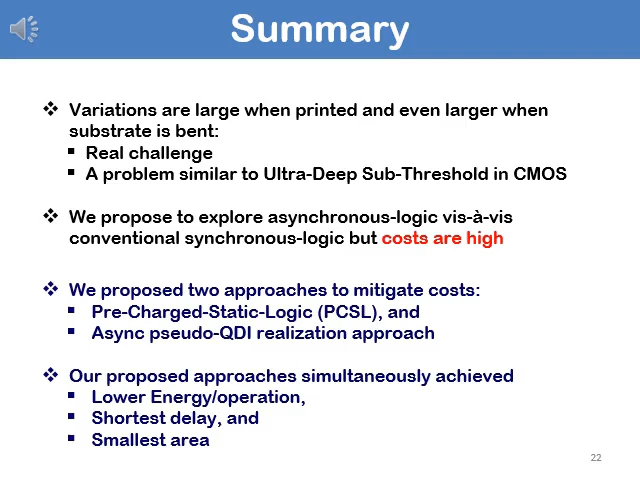 Summary
❖ Variations are large when printed and even larger when
substrate is bent:
▪ Real challenge
▪ A problem similar to Ultra-Deep Sub-Threshold in CMOS
❖ We propose to explore asynchronous-logic vis-à-vis
conventional synchronous-logic but costs are high
❖ We proposed two approaches to mitigate costs:
▪ Pre-Charged-Static-Logic (PCSL), and
▪ Async pseudo-QDI realization approach
❖ Our proposed approaches simultaneously achieved
▪ Lower Energy/operation,
▪ Shortest delay, and
▪ Smallest area
22